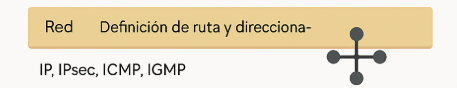 Red Definición de ruta y direcciona-
IP, IPsec, ICMP, IGMP